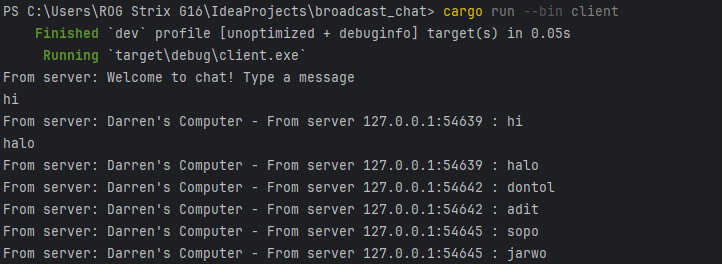 PS C:\Users\ROG Strix G16\IdeaProjects\broadcast_chat> cargo run --bin client
Finished `dev` profile [unoptimized + debuginfo] target(s) in 0.05s
Running `target\debug\client.exe`
From server: Welcome to chat! Type a message
hi
From server: Darren's Computer - From server 127.0.0.1:54639 : hi
halo
From server: Darren's Computer - From server 127.0.0.1:54639 : halo
From server: Darren's Computer - From server 127.0.0.1:54642 : dontol
From server: Darren's Computer - From server 127.0.0.1:54642 : adit
From server: Darren's Computer - From server 127.0.0.1:54645 : sopo
From server: Darren's Computer - From server 127.0.0.1:54645 : jarwo